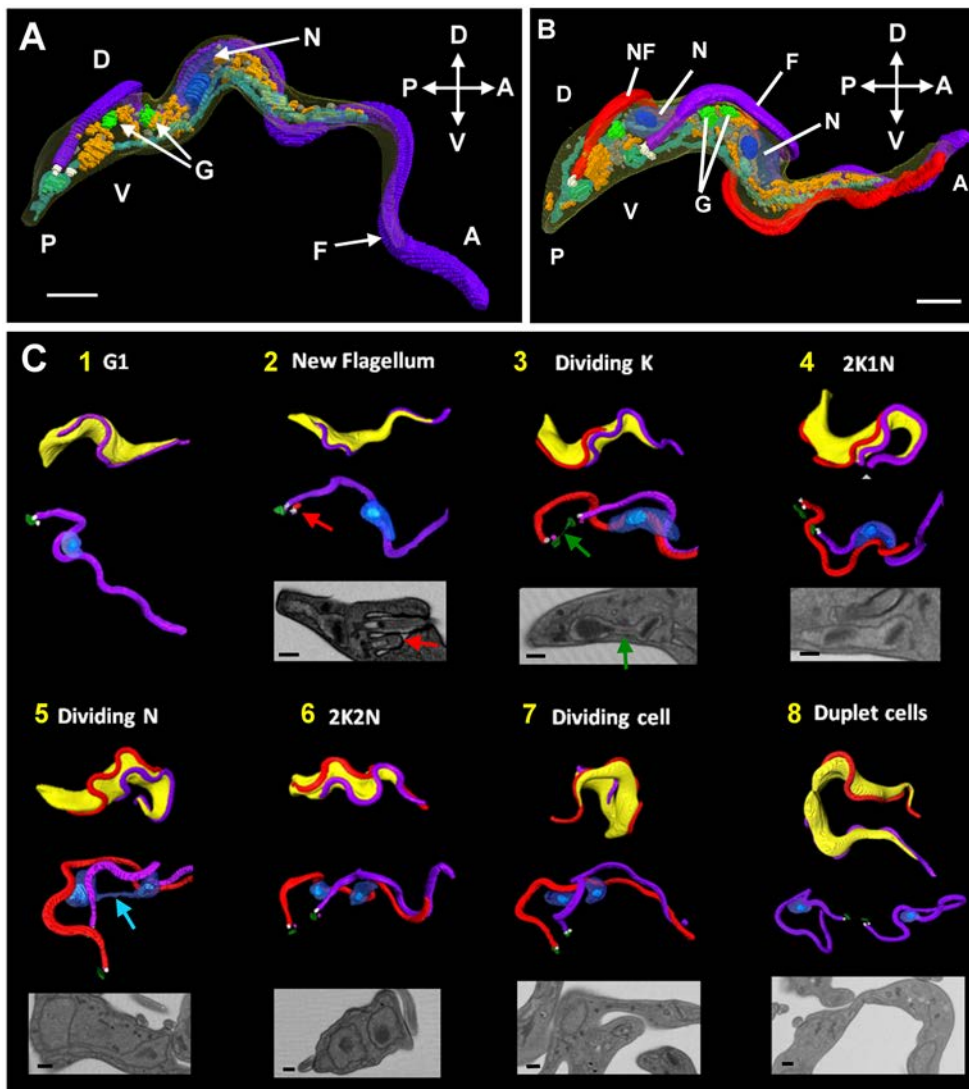 A
N
D
D
P
A
V
G
V
P
F
A
B
NF
N
D
P
A
V
F
D
N
G
V
P
A
C
1 G1
2 New Flagellum
3 Dividing K
4 2K1N
5 Dividing N
6 2K2N
7 Dividing cell
8 Duplet cells